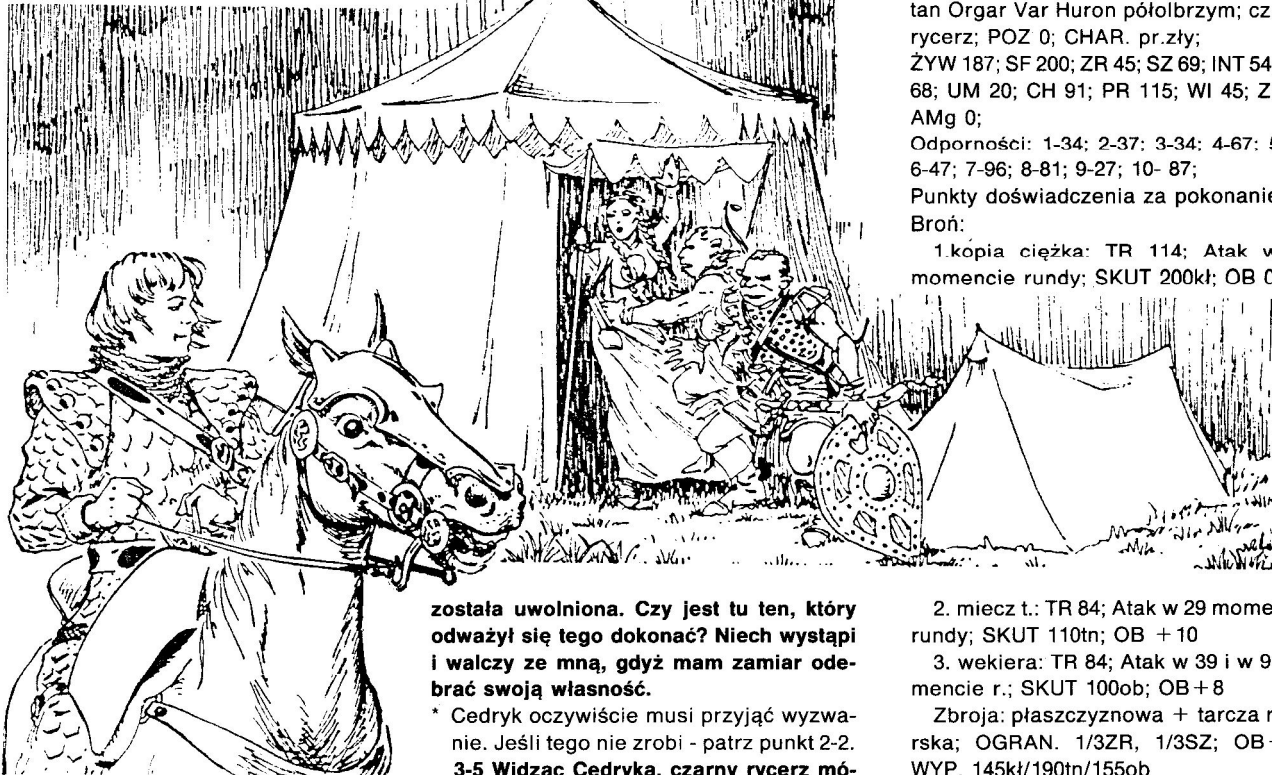 została uwolniona. Czy jest tu ten, który
odważył się tego dokonać? Niech wystąpi
i walczy ze mną, gdyż mam zamiar ode-
brać swoją własność.
* Cedryk oczywiście musi przyjąć wyzwa-
nie. Jeśli tego nie zrobi - patrz punkt 2-2.
3-5 Widząc Cedryka, czarny rycerz mó-
tan Orgar Var Huron półolbrzym; cz
rycerz; POZ 0; CHAR. pr.zły;
ŻYW 187; SF 200; ZR 45; SZ 69; INT 54
68; UM 20; CH 91; PR 115; WI 45; Z
AMg 0;
Odporności: 1-34; 2-37; 3-34; 4-67; 5
6-47; 7-96; 8-81; 9-27; 10- 87;
Punkty doświadczenia za pokonanie
Broń:
1.kopia ciężka: TR 114; Atak w
momencie rundy; SKUT 200kł; OB 0
2. miecz t.: TR 84; Atak w 29 mome
rundy; SKUT 110tn; OB +10
3. wekiera: TR 84; Atak w 39 i w 9
mencie r.; SKUT 100ob; OB+8
Zbroja: płaszczyznowa + tarcza r
rska; OGRAN. 1/3ZR, 1/3SZ; OB+
WYP. 145kł/190tn/155ob